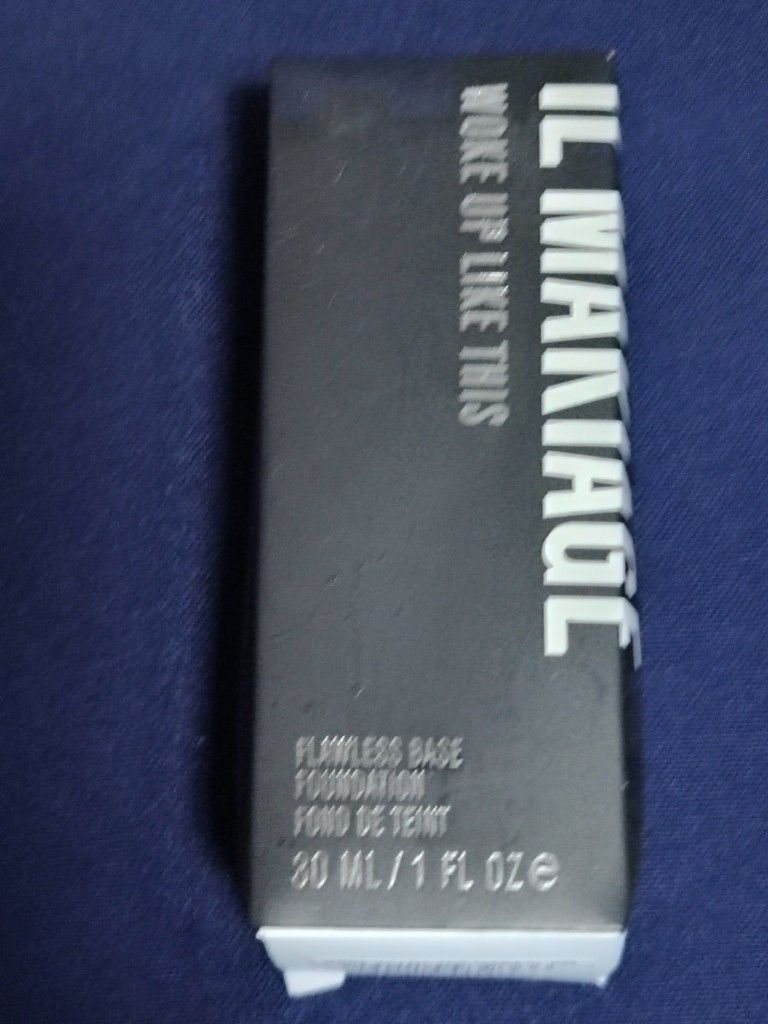 IL MAKIAGE
WOKE UP LIKE THIS
FLAWLESS BASE
FOUNDATION
FOND DE TEINT
30 ML / 1 FL OZ e